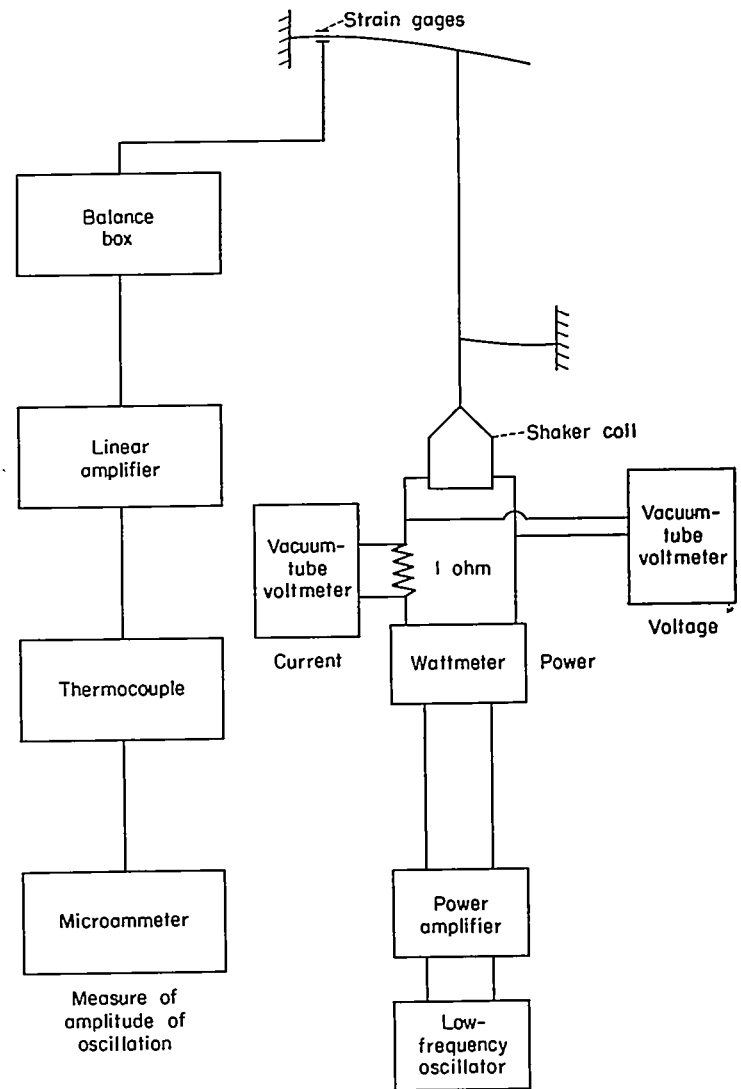 Strain gages
Balance
box
Linear
amplifier
Shaker coil
Vacuum-
tube
voltmeter
1 ohm
Vacuum-
tube
voltmeter
Current
Voltage
Wattmeter
Power
Thermocouple
Power
amplifier
Microammeter
Measure of
amplitude of
oscillation
Low-
frequency
oscillator